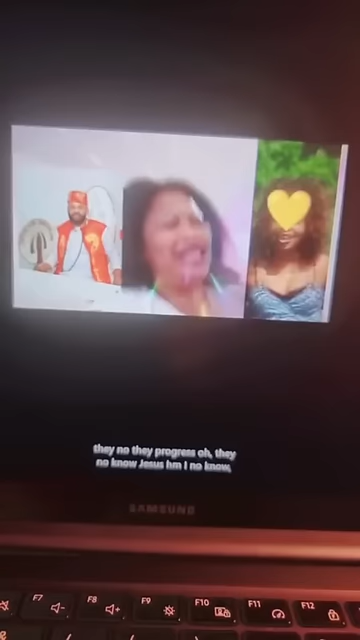 they no they progress oh, they
no know Jesus hm I no know,
SAMSUNG
F7
F8
F9
F10
F11
F12